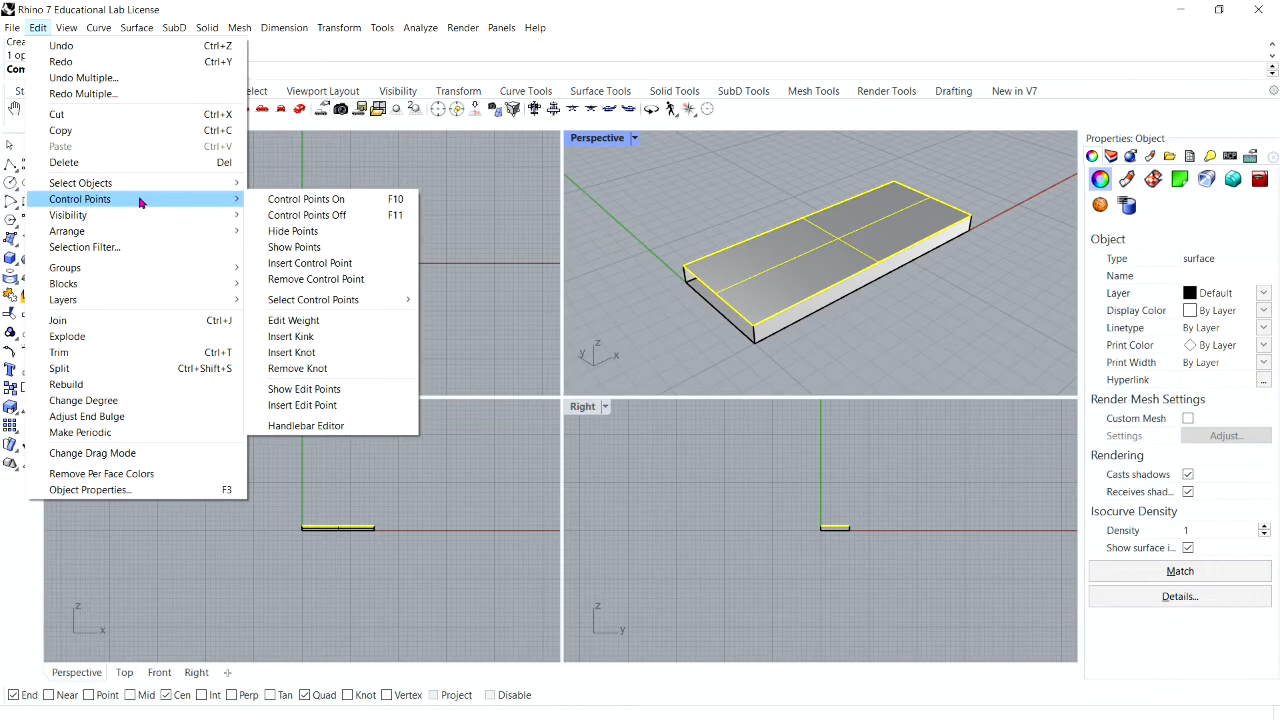 Rhino 7 Educational Lab License
File Edit View Curve Surface SubD Solid Mesh Dimension Transform Tools Analyze Render Panels Help
Crea
1 op
Com
St
lect Viewport Layout Visibility Transform Curve Tools Surface Tools Solid Tools SubD Tools Mesh Tools Render Tools Drafting New in V7
Undo Ctrl+Z
Redo Ctrl+Y
Undo Multiple...
Redo Multiple...
Cut Ctrl+X
Copy Ctrl+C
Paste Ctrl+V
Delete Del
Select Objects
Control Points
Visibility
Arrange
Selection Filter...
Groups
Blocks
Layers
Join Ctrl+J
Explode
Trim Ctrl+T
Split Ctrl+Shift+S
Rebuild
Change Degree
Adjust End Bulge
Make Periodic
Change Drag Mode
Remove Per Face Colors
Object Properties... F3
Control Points On F10
Control Points Off F11
Hide Points
Show Points
Insert Control Point
Remove Control Point
Select Control Points
Edit Weight
Insert Kink
Insert Knot
Remove Knot
Show Edit Points
Insert Edit Point
Handlebar Editor
Perspective
z
y x
Right
z
x
z
y
Properties: Object
Object
Type surface
Name
Layer Default
Display Color By Layer
Linetype By Layer
Print Color By Layer
Print Width By Layer
Hyperlink ...
Render Mesh Settings
Custom Mesh
Settings Adjust...
Rendering
Casts shadows
Receives shad...
Isocurve Density
Density 1
Show surface i...
Match
Details...
Perspective Top Front Right
End Near Point Mid Cen Int Perp Tan Quad Knot Vertex Project Disable